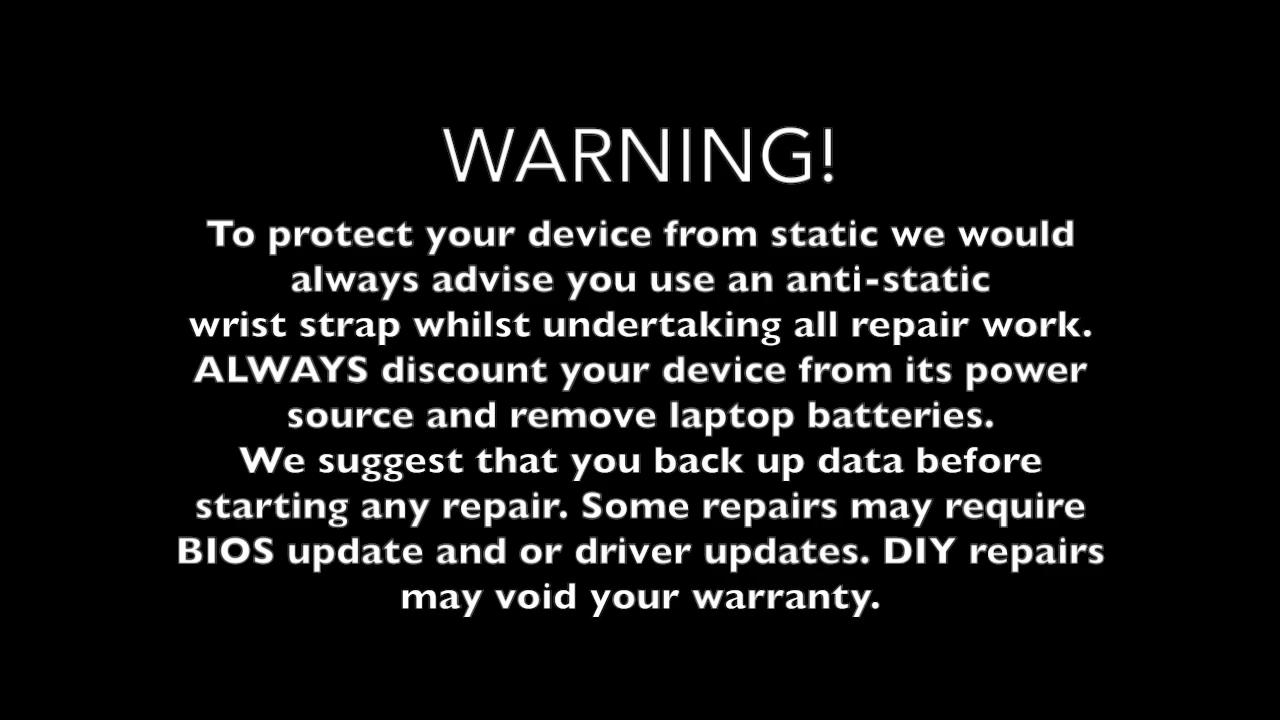 WARNING!
To protect your device from static we would
always advise you use an anti-static
wrist strap whilst undertaking all repair work.
ALWAYS discount your device from its power
source and remove laptop batteries.
We suggest that you back up data before
starting any repair. Some repairs may require
BIOS update and or driver updates. DIY repairs
may void your warranty.